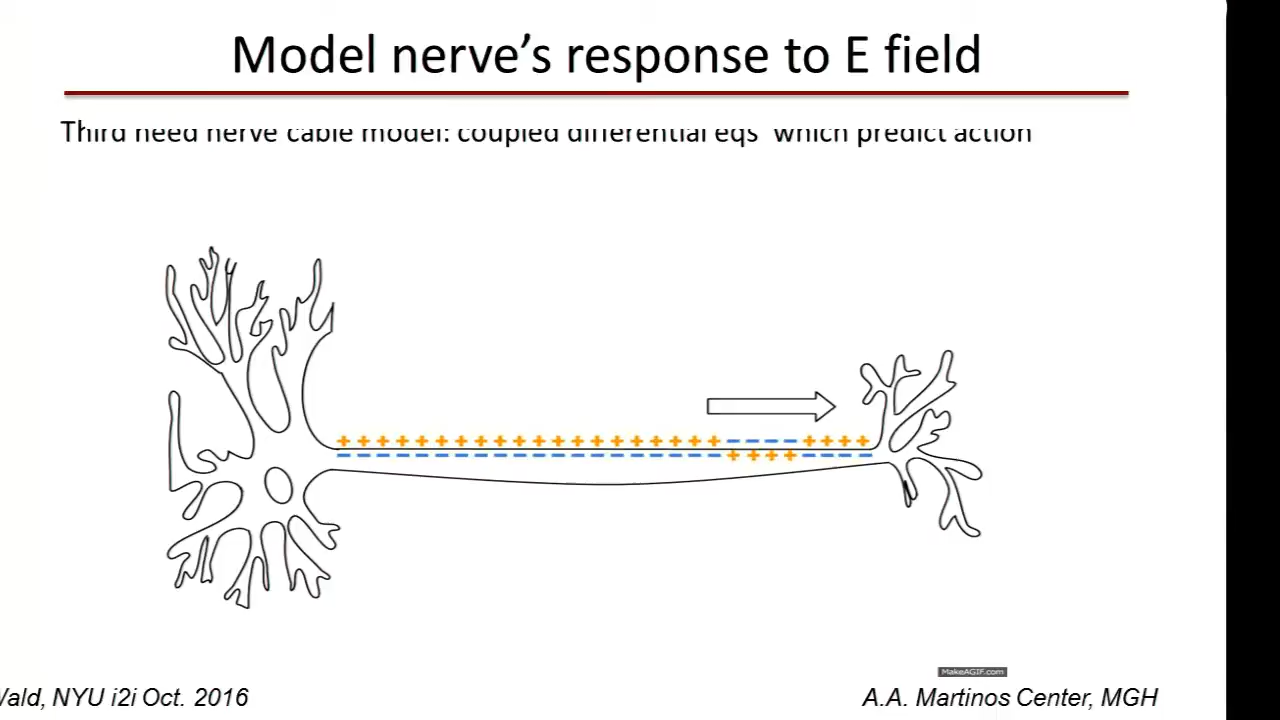 Model nerve's response to E field
Third need nerve cable model: coupled differential eqs which predict action
MakeAGIF.com
Wald, NYU i2i Oct. 2016
A.A. Martinos Center, MGH